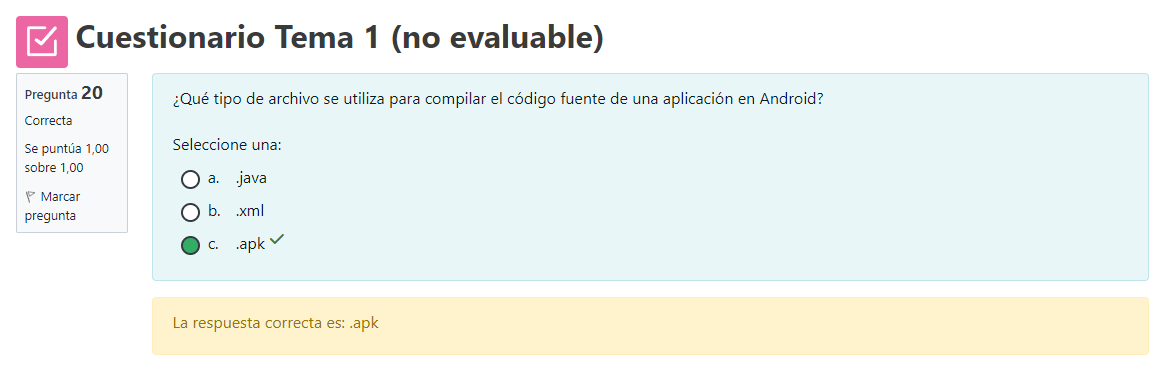 Cuestionario Tema 1 (no evaluable)
Pregunta 20
Correcta
Se puntúa 1,00
sobre 1,00
Marcar
pregunta
¿Qué tipo de archivo se utiliza para compilar el código fuente de una aplicación en Android?
Seleccione una:
a. .java
b. .xml
c. .apk
La respuesta correcta es: .apk